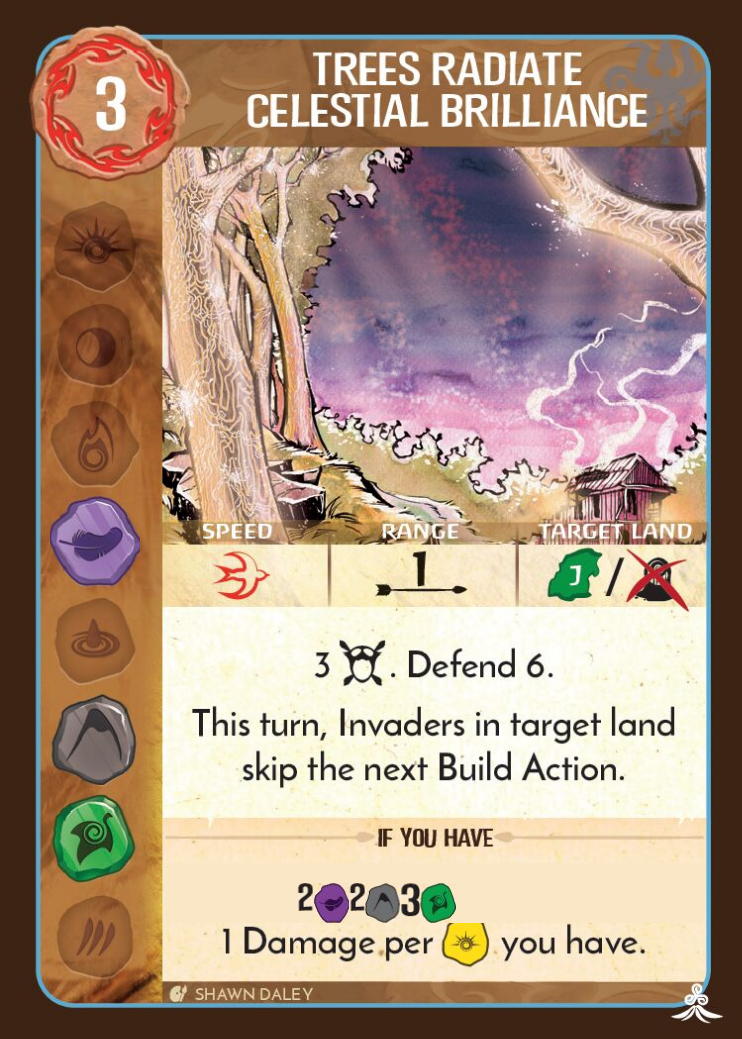 3
TREES RADIATE
CELESTIAL BRILLIANCE
SPEED RANGE TARGET LAND
1 J /
3 . Defend 6.
This turn, Invaders in target land
skip the next Build Action.
IF YOU HAVE
2 2 3
1 Damage per you have.
SHAWN DALEY